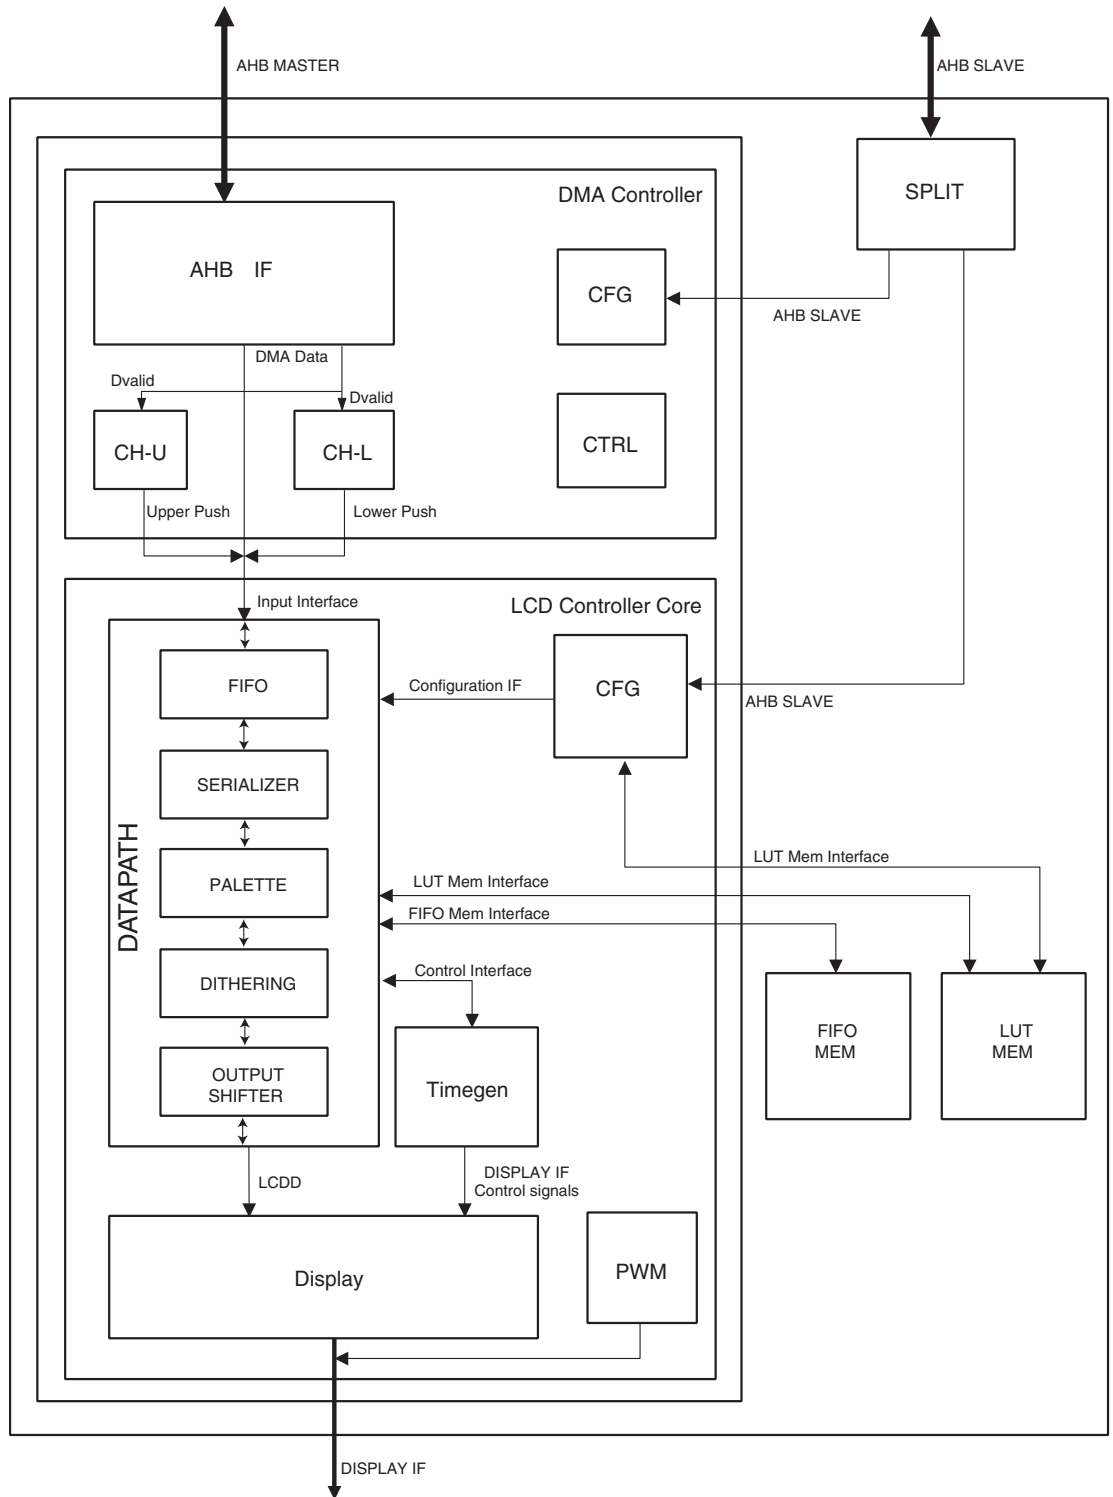 AHB MASTER
AHB SLAVE
DMA Controller
SPLIT
AHB IF
CFG
AHB SLAVE
DMA Data
Dvalid
Dvalid
CH-U
CH-L
CTRL
Upper Push
Lower Push
Input Interface
LCD Controller Core
FIFO
Configuration IF
CFG
AHB SLAVE
SERIALIZER
DATAPATH
PALETTE
LUT Mem Interface
LUT Mem Interface
FIFO Mem Interface
DITHERING
Control Interface
FIFO
MEM
LUT
MEM
OUTPUT
SHIFTER
Timegen
LCDD
DISPLAY IF
Control signals
Display
PWM
DISPLAY IF